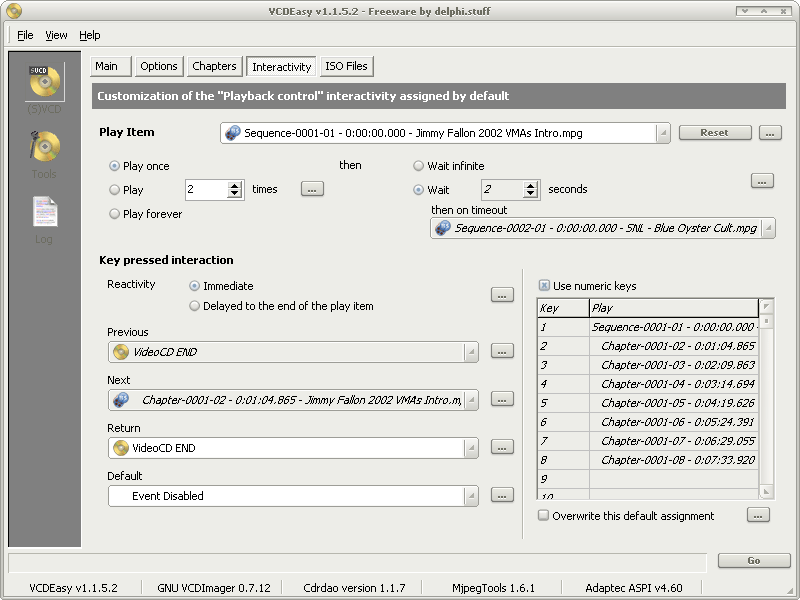 VCDEasy v1.1.5.2 - Freeware by delphi.stuff
File View Help
SVCD
(S)VCD
Tools
Log
Main Options Chapters Interactivity ISO Files
Customization of the "Playback control" interactivity assigned by default
Play Item Sequence-0001-01 - 0:00:00.000 - Jimmy Fallon 2002 VMAs Intro.mpg Reset ...
Play once then Wait infinite
Play 2 times ... Wait 2 seconds ...
Play forever then on timeout
Sequence-0002-01 - 0:00:00.000 - SNL - Blue Oyster Cult.mpg
Key pressed interaction
Reactivity Immediate ...
Delayed to the end of the play item
Previous
VideoCD END ...
Next
Chapter-0001-02 - 0:01:04.865 - Jimmy Fallon 2002 VMAs Intro.m ...
Return
VideoCD END ...
Default
Event Disabled ...
Use numeric keys
Key Play
1 Sequence-0001-01 - 0:00:00.000 -
2 Chapter-0001-02 - 0:01:04.865
3 Chapter-0001-03 - 0:02:09.863
4 Chapter-0001-04 - 0:03:14.694
5 Chapter-0001-05 - 0:04:19.626
6 Chapter-0001-06 - 0:05:24.391
7 Chapter-0001-07 - 0:06:29.055
8 Chapter-0001-08 - 0:07:33.920
9
10
Overwrite this default assignment ...
Go
VCDEasy v1.1.5.2 GNU VCDImager 0.7.12 Cdrdao version 1.1.7 MjpegTools 1.6.1 Adaptec ASPI v4.60